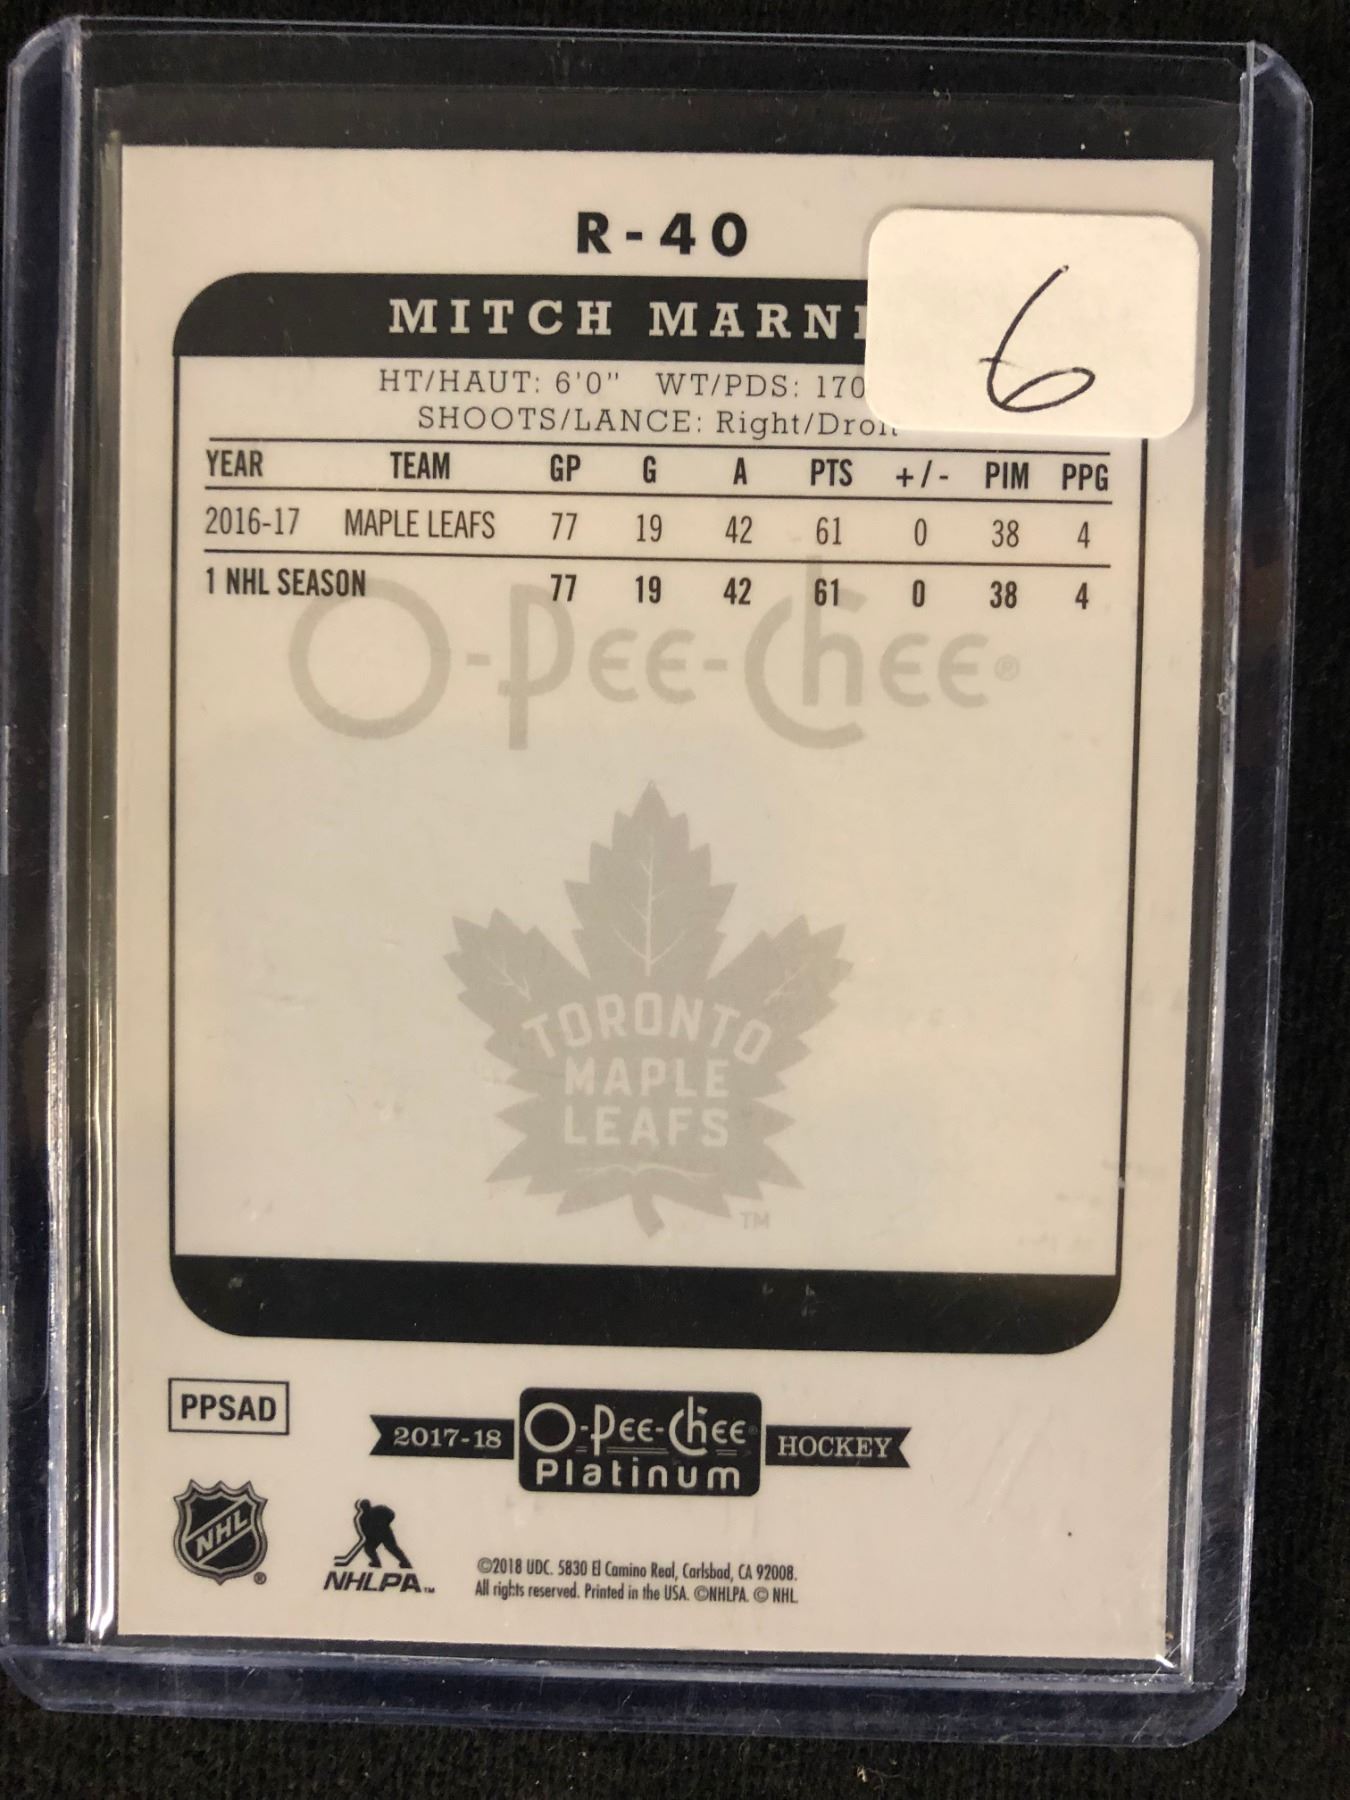 R-40
6
MITCH MARN
HT/HAUT: 6'0" WT/PDS: 170
SHOOTS/LANCE: Right/Droit
YEAR TEAM GP G A PTS +/- PIM PPG
2016-17 MAPLE LEAFS 77 19 42 61 0 38 4
1 NHL SEASON 77 19 42 61 0 38 4
O-Pee-Chee®
TORONTO
MAPLE
LEAFS
TM
PPSAD
2017-18 O-Pee-Chee HOCKEY
Platinum
NHL ®
NHLPA™
©2018 UDC. 5830 El Camino Real, Carlsbad, CA 92008.
All rights reserved. Printed in the USA. ©NHLPA. © NHL